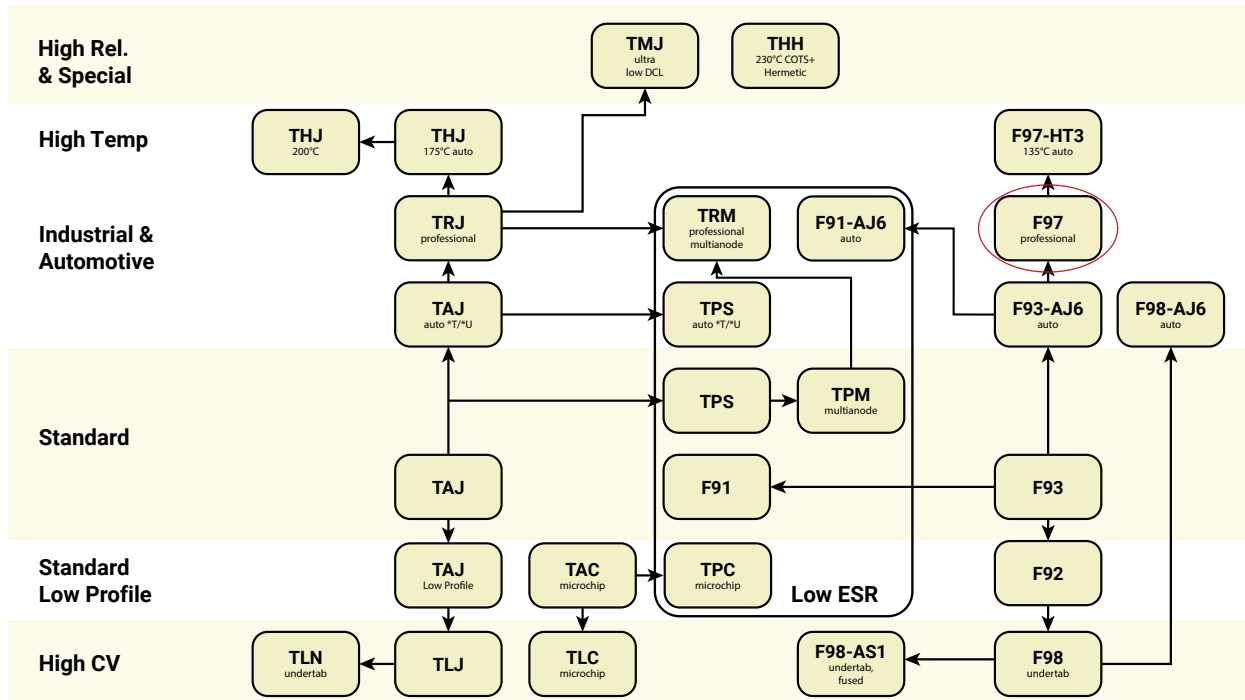 High Rel.
& Special
TMJ
ultra
low DCL
THH
230°C COTS+
Hermetic
High Temp
THJ
200°C
THJ
175°C auto
F97-HT3
135°C auto
Industrial &
Automotive
TRJ
professional
TRM
professional
multianode
F91-AJ6
auto
F97
professional
TAJ
auto *T/*U
TPS
auto *T/*U
F93-AJ6
auto
F98-AJ6
auto
Standard
TPS
TPM
multianode
TAJ
F91
F93
Standard
Low Profile
TAJ
Low Profile
TAC
microchip
TPC
microchip
Low ESR
F92
High CV
TLN
undertab
TLJ
TLC
microchip
F98-AS1
undertab,
fused
F98
undertab